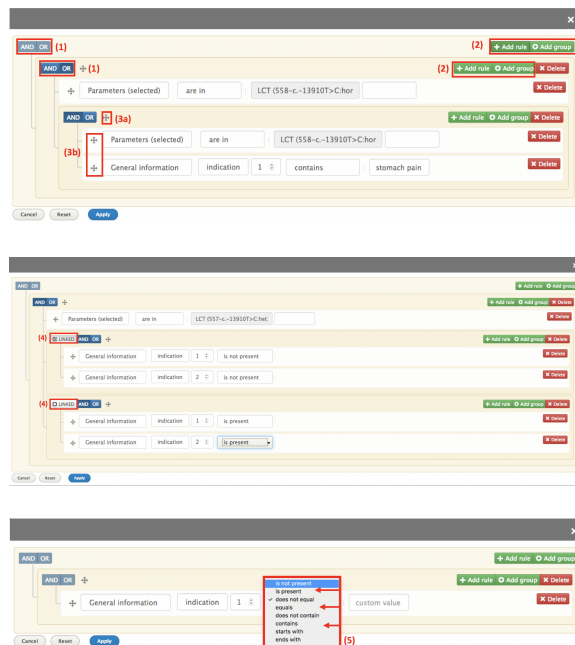 ×
AND OR (1) (2) + Add rule ✪ Add group
AND OR (1) (2) + Add rule ✪ Add group × Delete
Parameters (selected) are in LCT (558-c.-13910T>C:hor × Delete
AND OR (3a) + Add rule ✪ Add group × Delete
Parameters (selected) are in LCT (558-c.-13910T>C:hor × Delete
(3b)
General information indication 1 contains stomach pain × Delete
Cancel Reset Apply
AND OR + Add rule ✪ Add group
AND OR + Add rule ✪ Add group × Delete
Parameters (selected) are in LCT (557-c.-13910T>C:het × Delete
(4) LINKED AND OR + Add rule ✪ Add group × Delete
General information indication 1 is not present × Delete
General information indication 2 is not present × Delete
(4) LINKED AND OR + Add rule ✪ Add group × Delete
General information indication 1 is present × Delete
General information indication 2 is present × Delete
Cancel Reset Apply
×
AND OR + Add rule ✪ Add group
AND OR + Add rule ✪ Add group × Delete
is not present
is present
General information indication 1 ✓ does not equal custom value × Delete
equals
does not contain
contains
starts with
Cancel Reset Apply ends with (5)